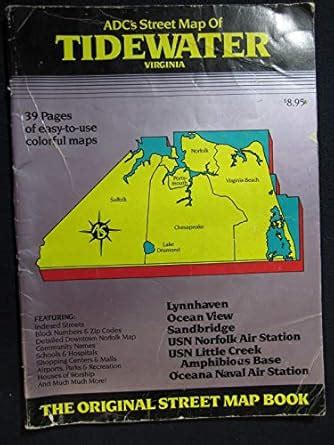 ADC's Street Map Of
TIDEWATER
VIRGINIA
$8.95
39 Pages
of easy-to-use
colorful maps
Norfolk
Ports-
mouth
Virginia Beach
Suffolk
Chesapeake
Lake
Drummond
Lynnhaven
Ocean View
Sandbridge
USN Norfolk Air Station
USN Little Creek
Amphibious Base
Oceana Naval Air Station
FEATURING:
Indexed Streets
Block Numbers & Zip Codes
Detailed Downtown Norfolk Map
Community Names
Schools & Hospitals
Shopping Centers & Malls
Airports, Parks & Recreation
Houses of Worship
And Much Much More!
THE ORIGINAL STREET MAP BOOK